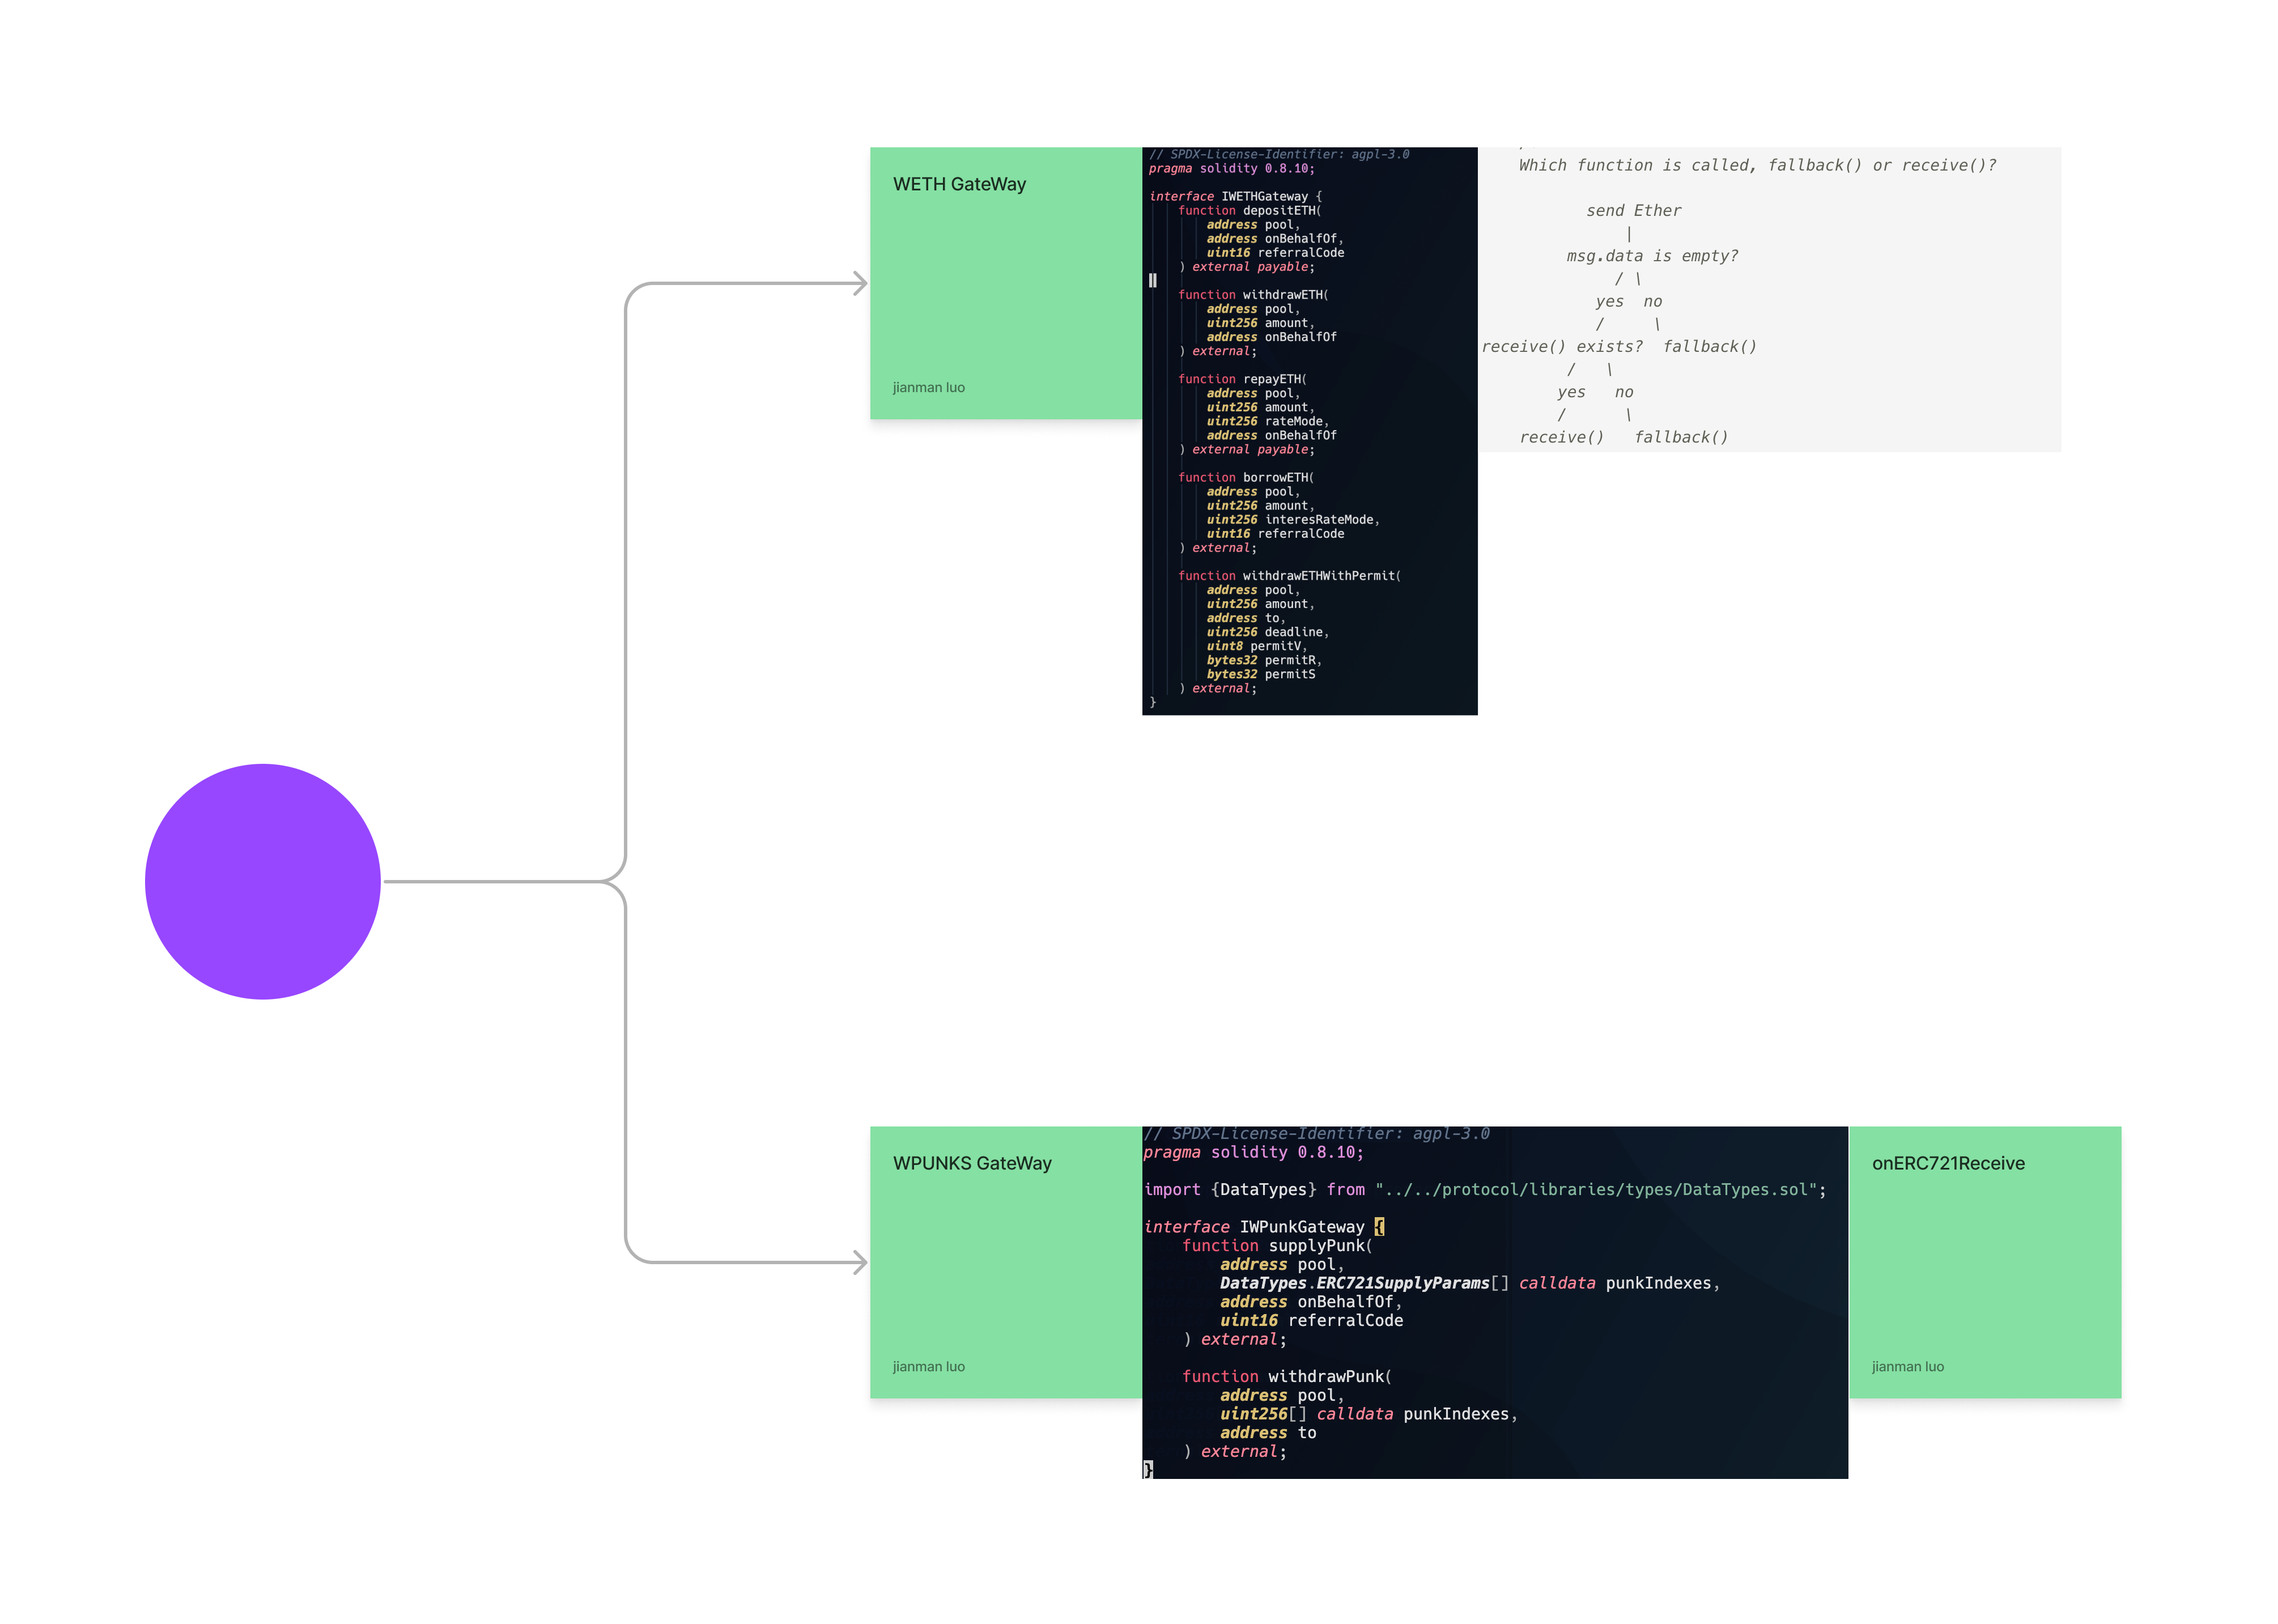 WETH GateWay
jianman luo
// SPDX-License-Identifier: agpl-3.0
pragma solidity 0.8.10;
interface IWETHGateway {
function depositETH(
address pool,
address onBehalfOf,
uint16 referralCode
) external payable;
function withdrawETH(
address pool,
uint256 amount,
address onBehalfOf
) external;
function repayETH(
address pool,
uint256 amount,
uint256 rateMode,
address onBehalfOf
) external payable;
function borrowETH(
address pool,
uint256 amount,
uint256 interesRateMode,
uint16 referralCode
) external;
function withdrawETHWithPermit(
address pool,
uint256 amount,
address to,
uint256 deadline,
uint8 permitV,
bytes32 permitR,
bytes32 permitS
) external;
}
Which function is called, fallback() or receive()?
send Ether
|
msg.data is empty?
/ \
yes no
/ \
receive() exists? fallback()
/ \
yes no
/ \
receive() fallback()
WPUNKS GateWay
jianman luo
// SPDX-License-Identifier: agpl-3.0
pragma solidity 0.8.10;
import {DataTypes} from "../../protocol/libraries/types/DataTypes.sol";
interface IWPunkGateway {
function supplyPunk(
address pool,
DataTypes.ERC721SupplyParams[] calldata punkIndexes,
address onBehalfOf,
uint16 referralCode
) external;
function withdrawPunk(
address pool,
uint256[] calldata punkIndexes,
address to
) external;
}
onERC721Receive
jianman luo